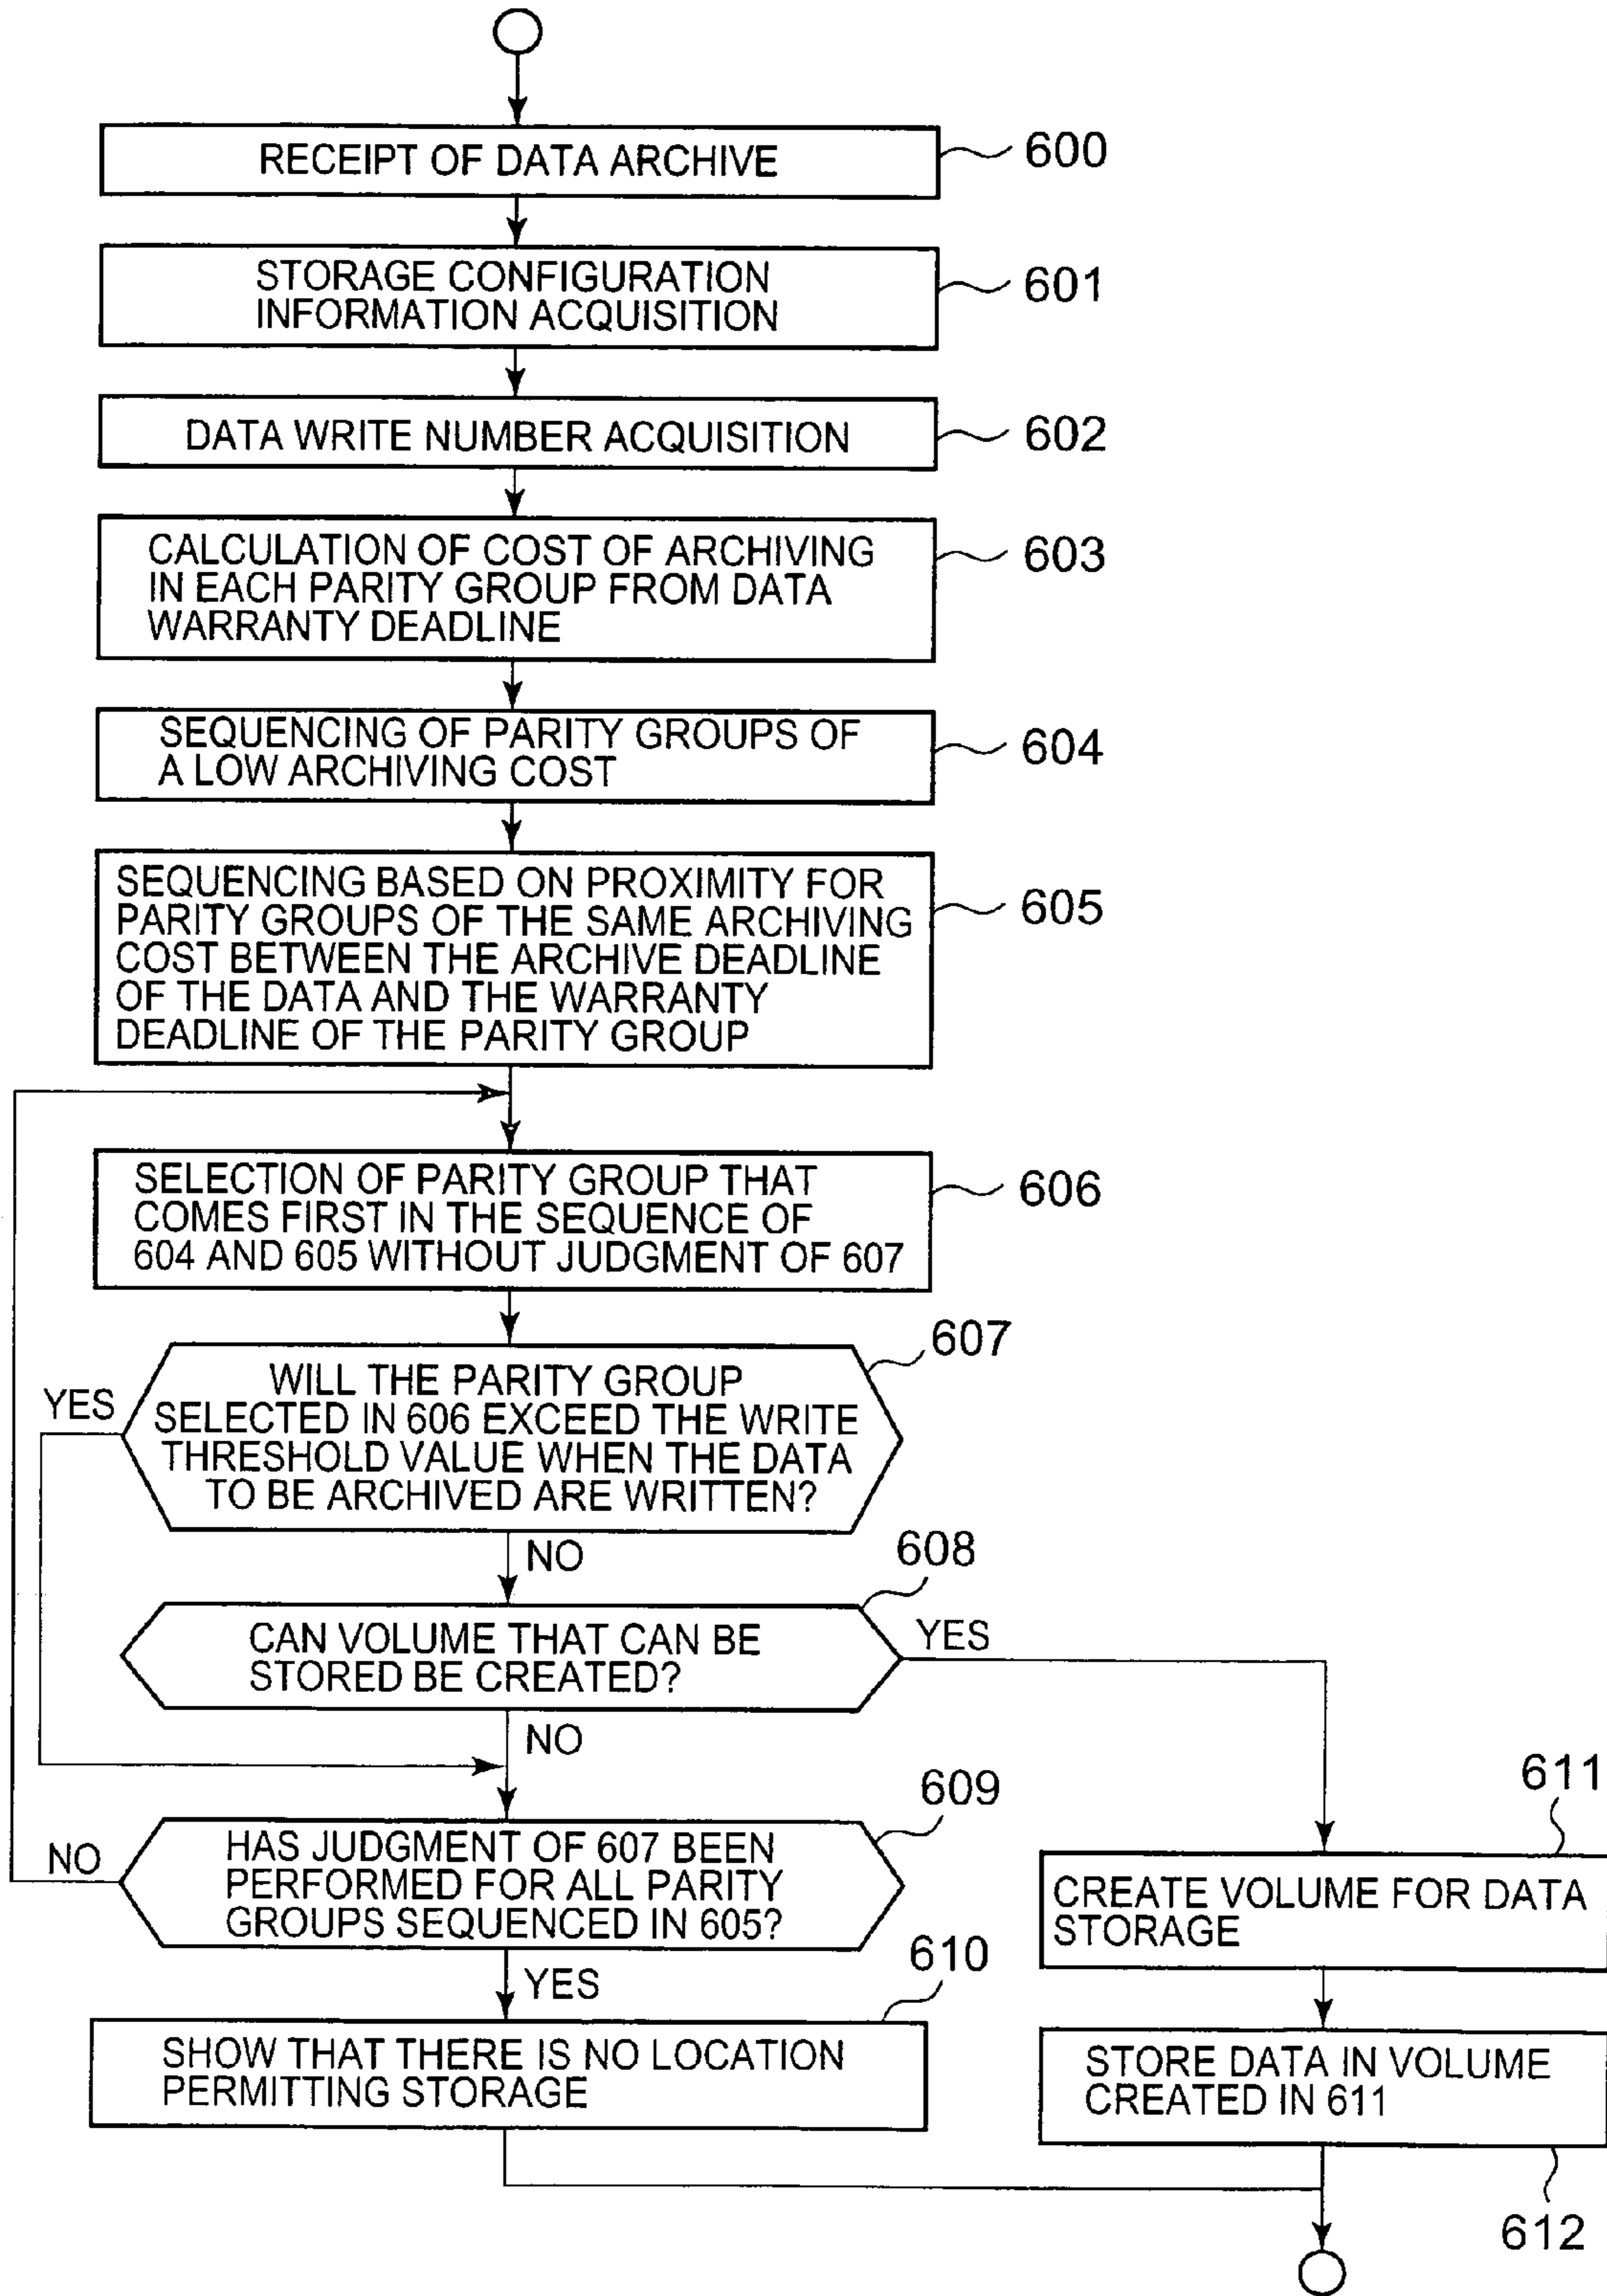 RECEIPT OF DATA ARCHIVE
600
STORAGE CONFIGURATION
INFORMATION ACQUISITION
601
DATA WRITE NUMBER ACQUISITION
602
CALCULATION OF COST OF ARCHIVING
IN EACH PARITY GROUP FROM DATA
WARRANTY DEADLINE
603
SEQUENCING OF PARITY GROUPS OF
A LOW ARCHIVING COST
604
SEQUENCING BASED ON PROXIMITY FOR
PARITY GROUPS OF THE SAME ARCHIVING
COST BETWEEN THE ARCHIVE DEADLINE
OF THE DATA AND THE WARRANTY
DEADLINE OF THE PARITY GROUP
605
SELECTION OF PARITY GROUP THAT
COMES FIRST IN THE SEQUENCE OF
604 AND 605 WITHOUT JUDGMENT OF 607
606
607
WILL THE PARITY GROUP
SELECTED IN 606 EXCEED THE WRITE
THRESHOLD VALUE WHEN THE DATA
TO BE ARCHIVED ARE WRITTEN?
YES
NO
608
CAN VOLUME THAT CAN BE
STORED BE CREATED?
YES
NO
609
HAS JUDGMENT OF 607 BEEN
PERFORMED FOR ALL PARITY
GROUPS SEQUENCED IN 605?
NO
YES
610
SHOW THAT THERE IS NO LOCATION
PERMITTING STORAGE
611
CREATE VOLUME FOR DATA
STORAGE
STORE DATA IN VOLUME
CREATED IN 611
612